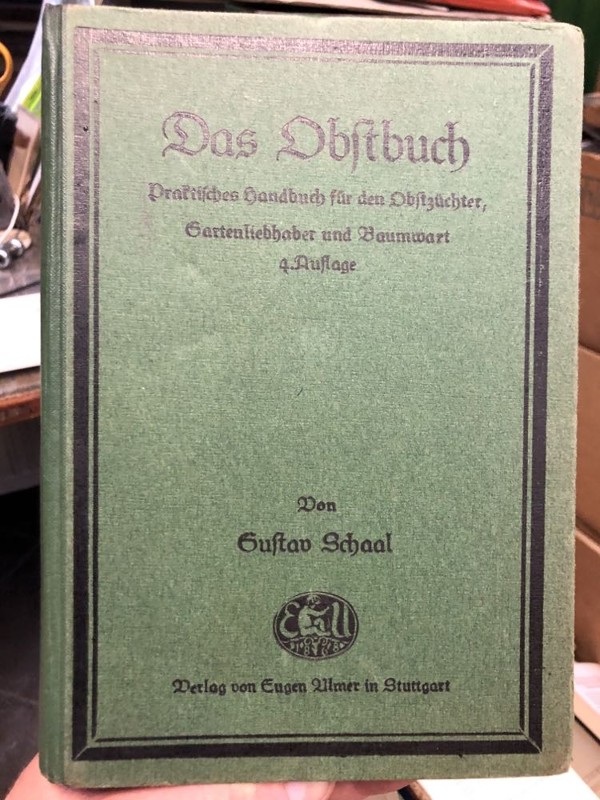 Das Obstbuch
Praktisches Handbuch für den Obstzüchter,
Gartenliebhaber und Baumwart
4. Auflage
Von
Gustav Schaal
E E U
Verlag von Eugen Ulmer in Stuttgart